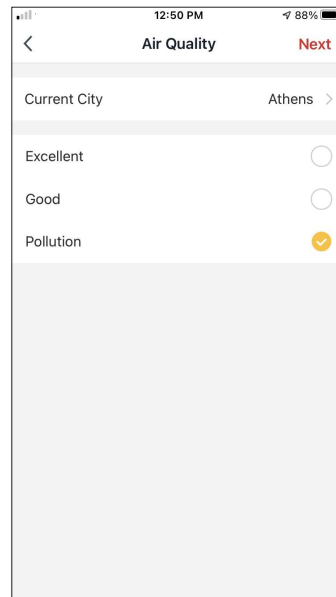 12:50 PM 88%
Air Quality Next
Current City Athens
Excellent
Good
Pollution